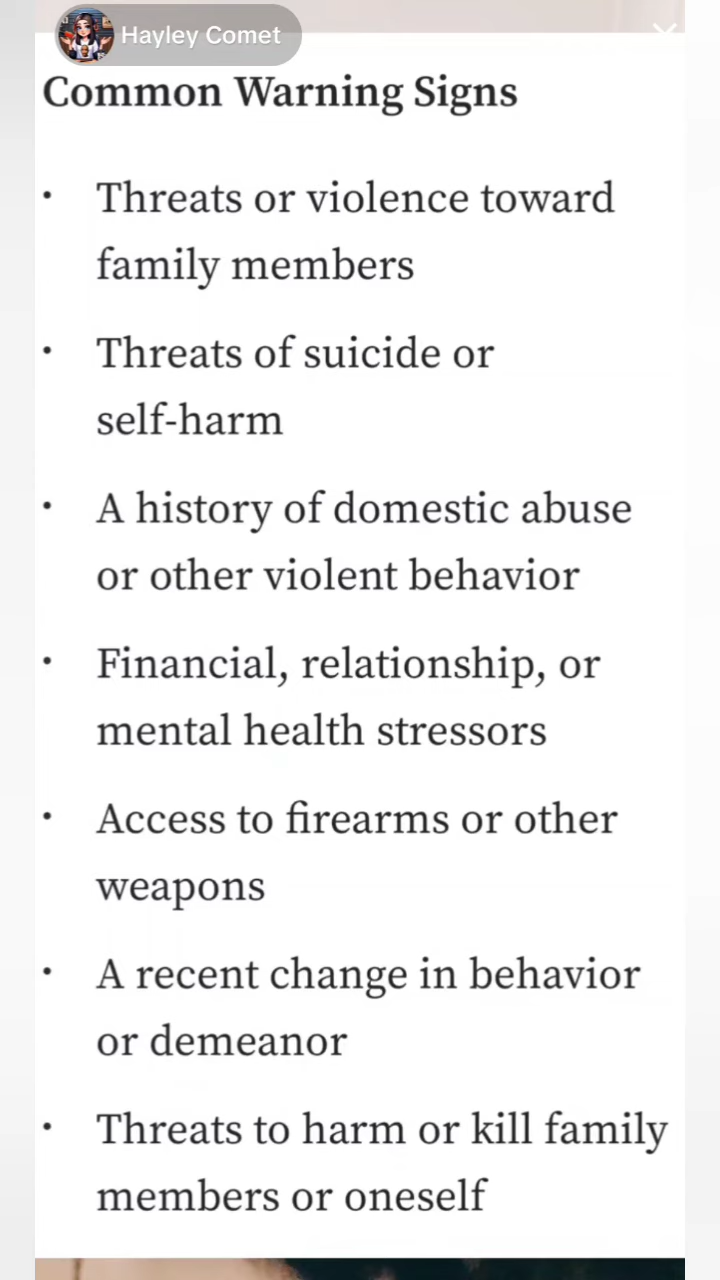 Hayley Comet
Common Warning Signs
• Threats or violence toward
family members
• Threats of suicide or
self-harm
• A history of domestic abuse
or other violent behavior
• Financial, relationship, or
mental health stressors
• Access to firearms or other
weapons
• A recent change in behavior
or demeanor
• Threats to harm or kill family
members or oneself